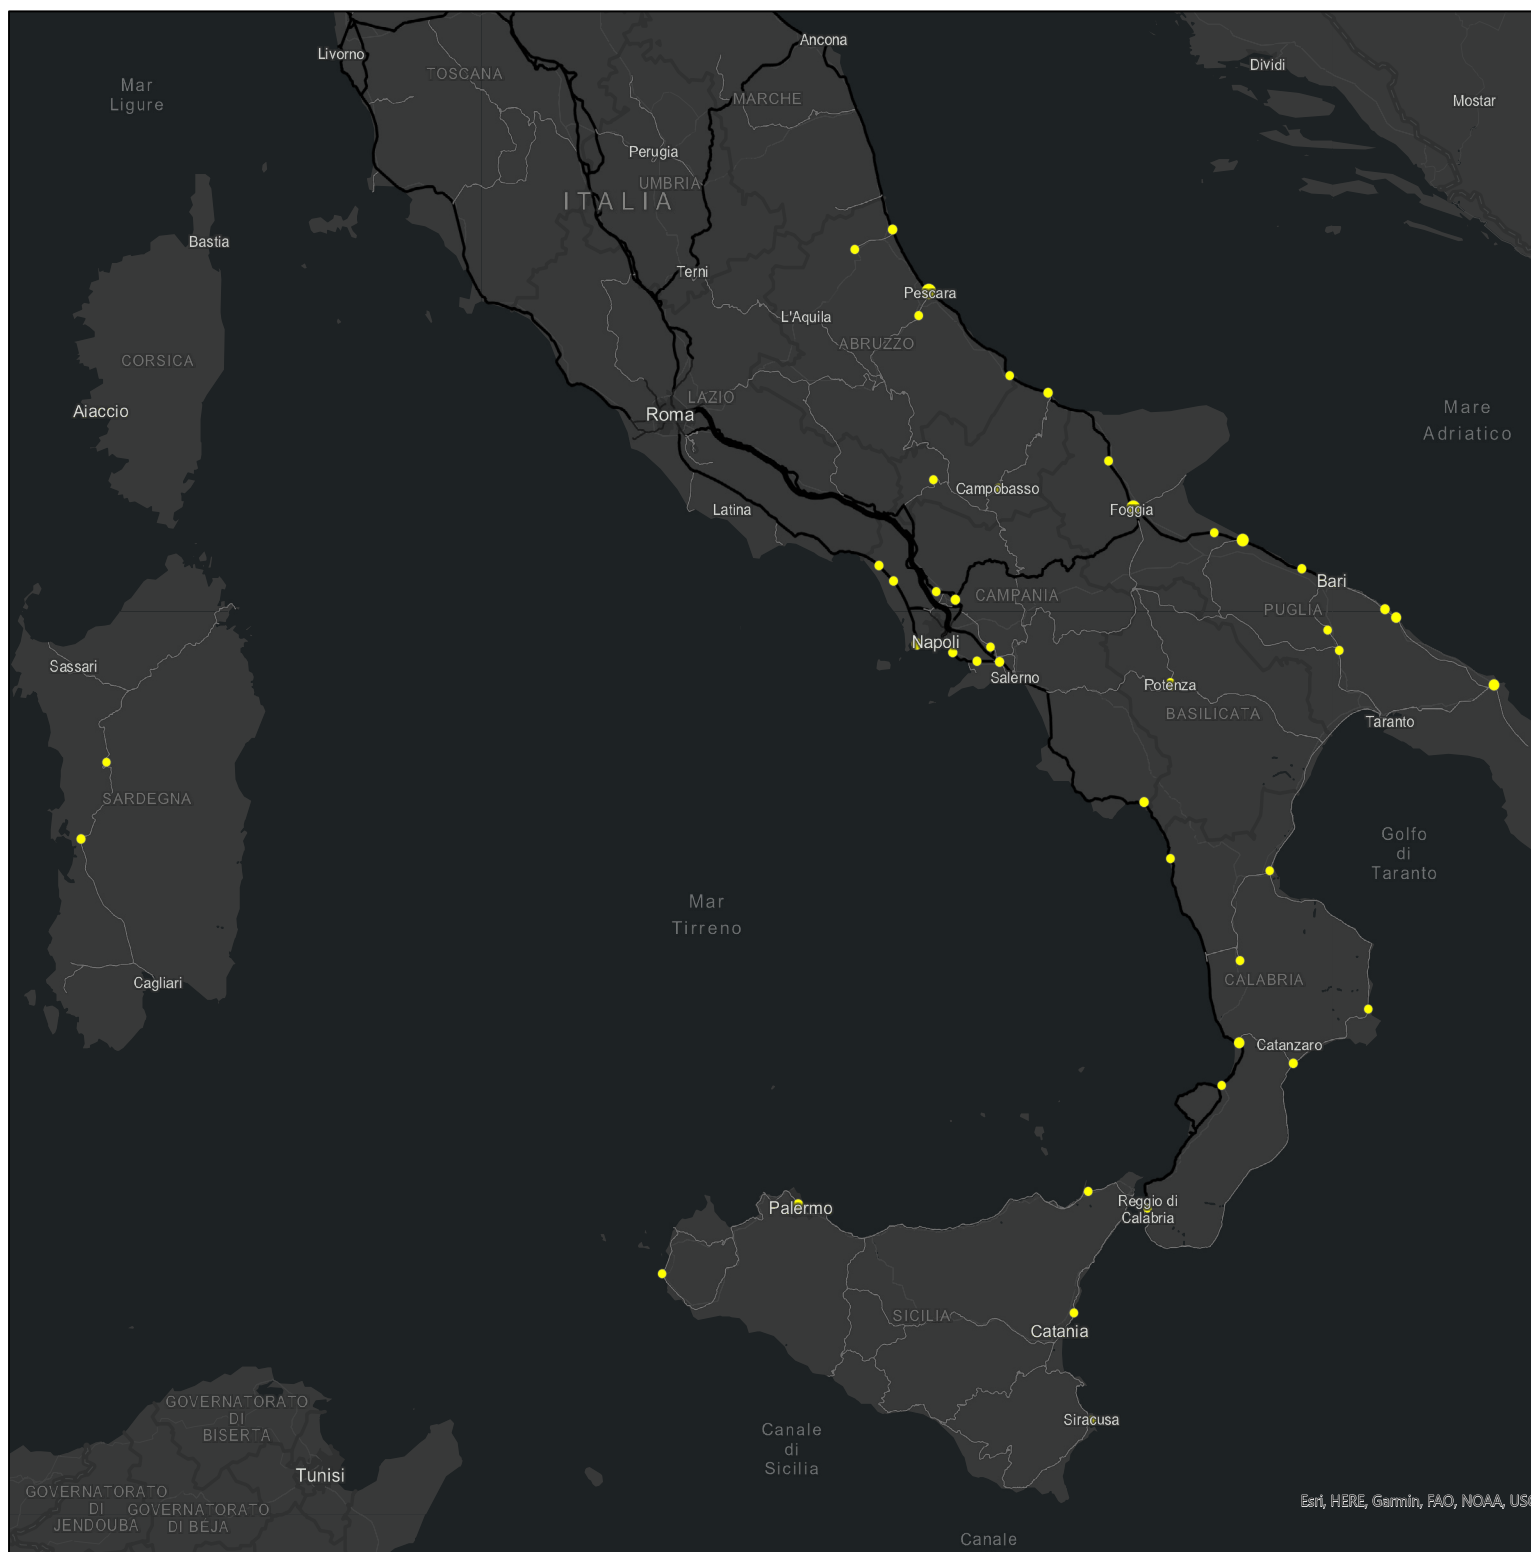 Ancona
Livorno
Dividi
TOSCANA
Mar
Ligure
MARCHE
Mostar
Perugia
UMBRIA
ITALIA
Bastia
Terni
Pescara
L'Aquila
ABRUZZO
CORSICA
LAZIO
Aiaccio
Roma
Mare
Adriatico
Campobasso
Latina
Foggia
Bari
CAMPANIA
PUGLIA
Napoli
Sassari
Salerno
Potenza
BASILICATA
Taranto
SARDEGNA
Golfo
di
Taranto
Mar
Tirreno
Cagliari
CALABRIA
Catanzaro
Palermo
Reggio di
Calabria
SICILIA
Catania
GOVERNATORATO
DI
BISERTA
Siracusa
Canale
di
Sicilia
Tunisi
GOVERNATORATO
DI
JENDOUBA
GOVERNATORATO
DI BEJA
Esri, HERE, Garmin, FAO, NOAA,
Canale